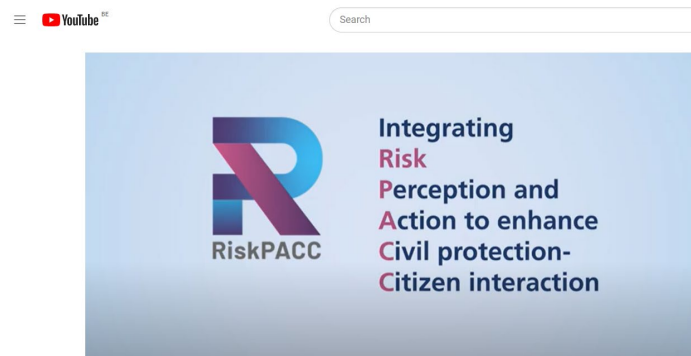 YouTube BE
Search
Integrating
Risk
Perception and
Action to enhance
Civil protection-
Citizen interaction
RiskPACC